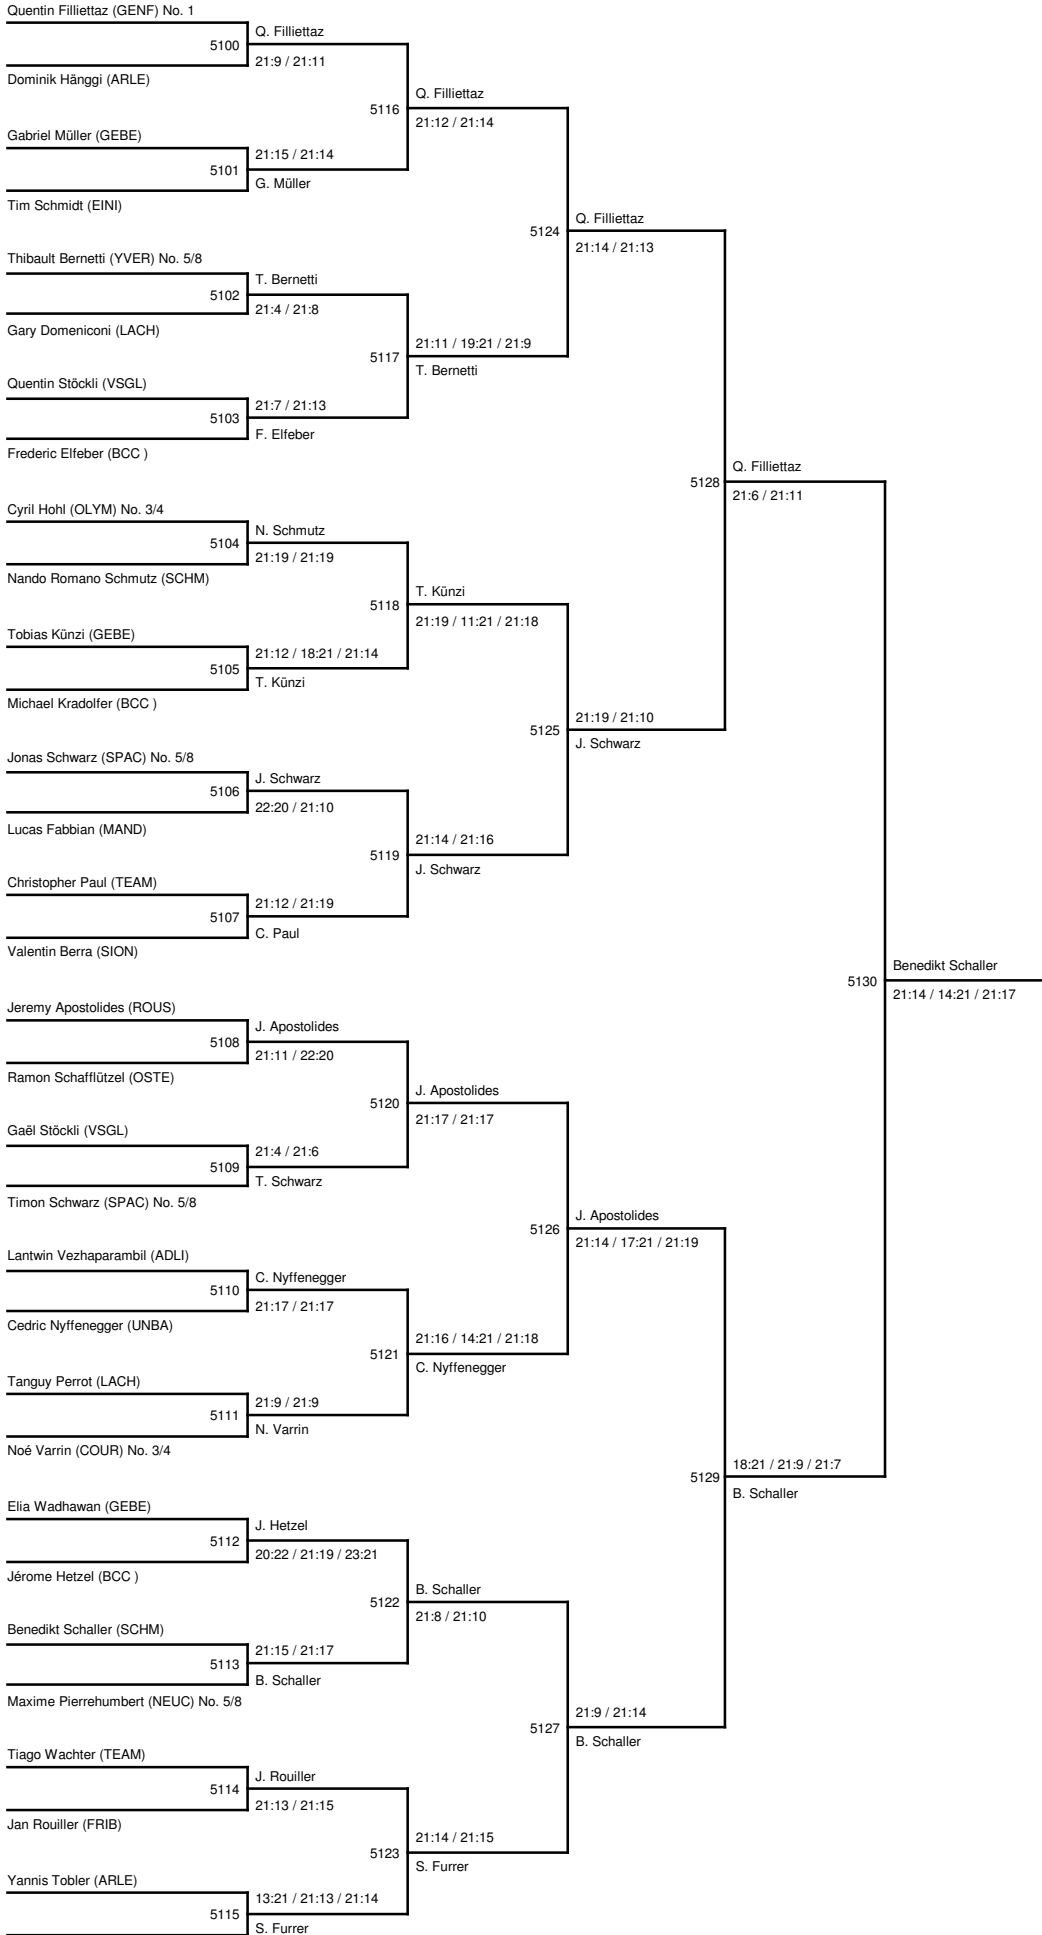 Quentin Filliettaz (GENF) No. 1
Q. Filliettaz
5100
21:9 / 21:11
Dominik Hänggi (ARLE)
Q. Filliettaz
5116
21:12 / 21:14
Gabriel Müller (GEBE)
21:15 / 21:14
5101
G. Müller
Tim Schmidt (EINI)
Q. Filliettaz
5124
21:14 / 21:13
Thibault Bernetti (YVER) No. 5/8
T. Bernetti
5102
21:4 / 21:8
Gary Domeniconi (LACH)
21:11 / 19:21 / 21:9
5117
T. Bernetti
Quentin Stöckli (VSGL)
21:7 / 21:13
5103
F. Elfeber
Frederic Elfeber (BCC )
Q. Filliettaz
5128
21:6 / 21:11
Cyril Hohl (OLYM) No. 3/4
N. Schmutz
5104
21:19 / 21:19
Nando Romano Schmutz (SCHM)
T. Künzi
5118
21:19 / 11:21 / 21:18
Tobias Künzi (GEBE)
21:12 / 18:21 / 21:14
5105
T. Künzi
Michael Kradolfer (BCC )
21:19 / 21:10
5125
J. Schwarz
Jonas Schwarz (SPAC) No. 5/8
J. Schwarz
5106
22:20 / 21:10
Lucas Fabbian (MAND)
21:14 / 21:16
5119
J. Schwarz
Christopher Paul (TEAM)
21:12 / 21:19
5107
C. Paul
Valentin Berra (SION)
Benedikt Schaller
5130
21:14 / 14:21 / 21:17
Jeremy Apostolides (ROUS)
J. Apostolides
5108
21:11 / 22:20
Ramon Schafflützel (OSTE)
J. Apostolides
5120
21:17 / 21:17
Gaël Stöckli (VSGL)
21:4 / 21:6
5109
T. Schwarz
Timon Schwarz (SPAC) No. 5/8
J. Apostolides
5126
21:14 / 17:21 / 21:19
Lantwin Vezhaparambil (ADLI)
C. Nyffenegger
5110
21:17 / 21:17
Cedric Nyffenegger (UNBA)
21:16 / 14:21 / 21:18
5121
C. Nyffenegger
Tanguy Perrot (LACH)
21:9 / 21:9
5111
N. Varrin
Noé Varrin (COUR) No. 3/4
18:21 / 21:9 / 21:7
5129
B. Schaller
Elia Wadhawan (GEBE)
J. Hetzel
5112
20:22 / 21:19 / 23:21
Jérome Hetzel (BCC )
B. Schaller
5122
21:8 / 21:10
Benedikt Schaller (SCHM)
21:15 / 21:17
5113
B. Schaller
Maxime Pierrehumbert (NEUC) No. 5/8
21:9 / 21:14
5127
B. Schaller
Tiago Wachter (TEAM)
J. Rouiller
5114
21:13 / 21:15
Jan Rouiller (FRIB)
21:14 / 21:15
5123
S. Furrer
Yannis Tobler (ARLE)
13:21 / 21:13 / 21:14
5115
S. Furrer